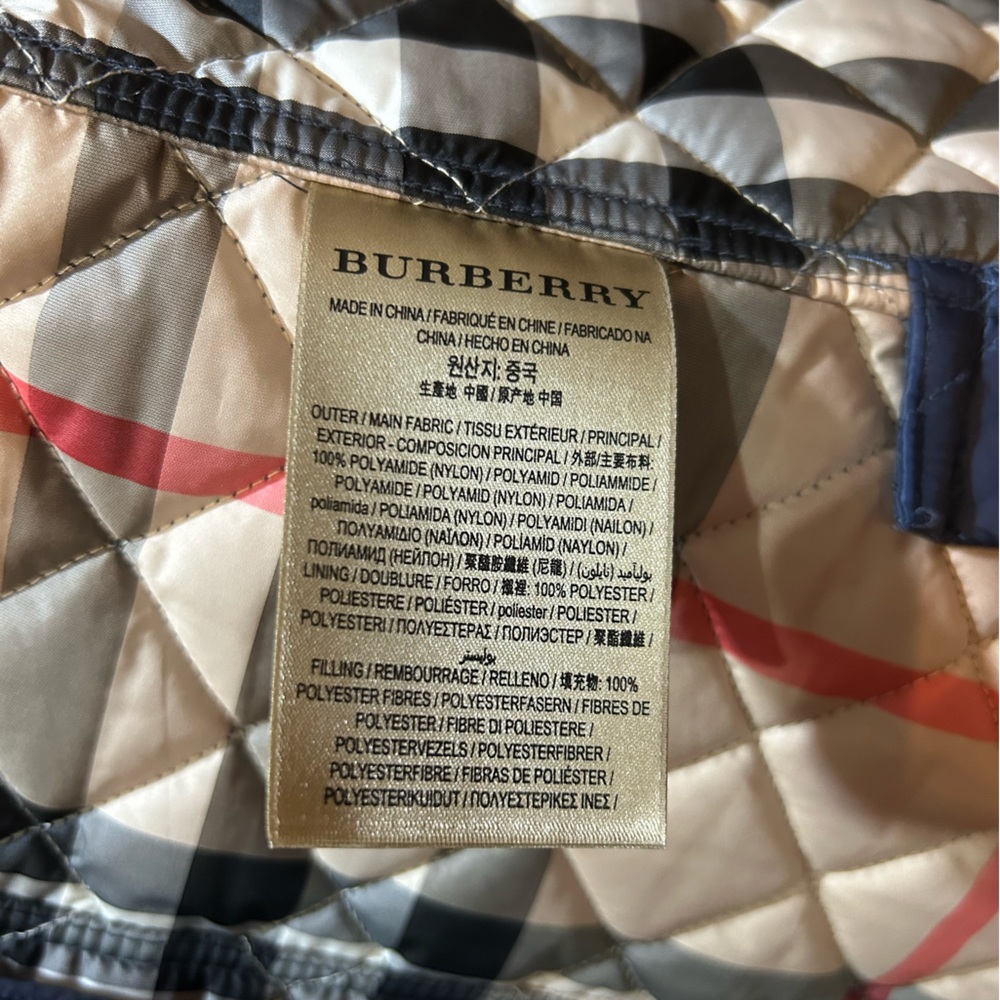 BURBERRY
MADE IN CHINA / FABRIQUÉ EN CHINE / FABRICADO NA
CHINA / HECHO EN CHINA
원산지: 중국
生產地 中國 / 原产地 中国
OUTER / MAIN FABRIC / TISSU EXTÉRIEUR / PRINCIPAL /
EXTERIOR - COMPOSICION PRINCIPAL / 外部/主要布料:
100% POLYAMIDE (NYLON) / POLYAMID / POLIAMMIDE /
POLYAMIDE / POLYAMID (NYLON) / POLIAMIDA /
poliamida / POLIAMIDA (NYLON) / POLYAMIDI (NAILON) /
ΠΟΛΥΑΜΙΔΙΟ (ΝΑΪΛΟΝ) / POLİAMİD (NAYLON) /
ПОЛИАМИД (НЕЙЛОН) / 聚醯胺纖維 (尼龍) / بوليأميد (نايلون) /
LINING / DOUBLURE / FORRO / 裡: 100% POLYESTER /
POLIESTERE / POLIÉSTER / poliester / POLIESTER /
POLYESTERI / ΠΟΛΥΕΣΤΕΡΑΣ / ПОЛИЭСТЕР / 聚酯纖維 /
بوليستر
FILLING / REMBOURRAGE / RELLENO / 填充物: 100%
POLYESTER FIBRES / POLYESTERFASERN / FIBRES DE
POLYESTER / FIBRE DI POLIESTERE /
POLYESTERVEZELS / POLYESTERFIBRER /
POLYESTERFIBRE / FIBRAS DE POLIÉSTER /
POLYESTERIKUIDUT / ΠΟΛΥΕΣΤΕΡΙΚΕΣ ΙΝΕΣ /